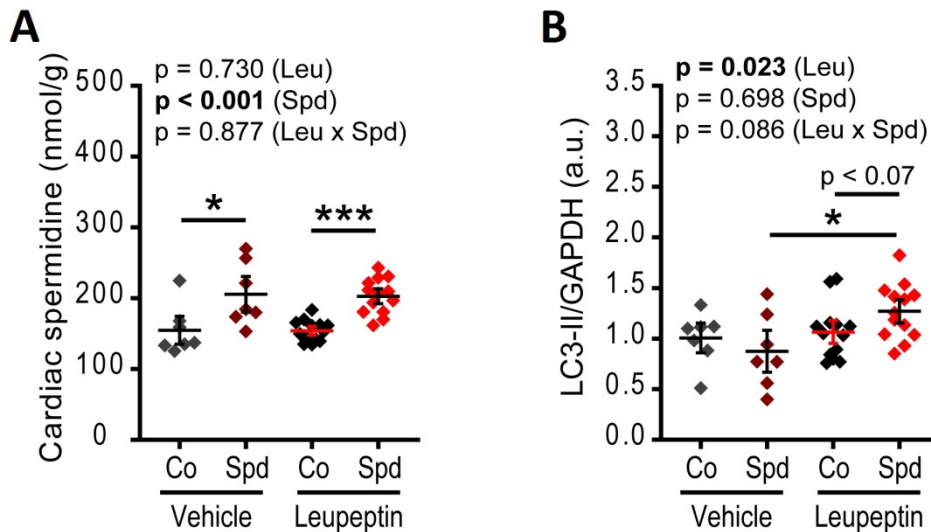 A
Cardiac spermidine (nmol/g)
p = 0.730 (Leu)
p < 0.001 (Spd)
p = 0.877 (Leu x Spd)
500
400
300
200
100
0
*
***
Co Spd Co Spd
Vehicle Leupeptin
B
LC3-II/GAPDH (a.u.)
p = 0.023 (Leu)
p = 0.698 (Spd)
p = 0.086 (Leu x Spd)
3.5
3.0
2.5
2.0
1.5
1.0
0.5
0.0
p < 0.07
*
Co Spd Co Spd
Vehicle Leupeptin